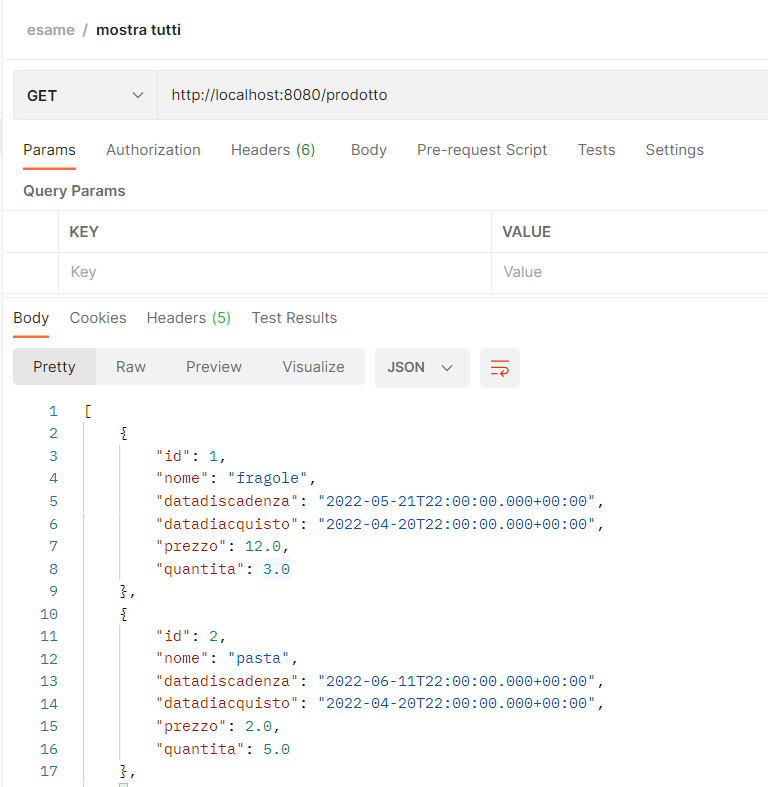 esame / mostra tutti
GET http://localhost:8080/prodotto
Params Authorization Headers (6) Body Pre-request Script Tests Settings
Query Params
KEY VALUE
Key Value
Body Cookies Headers (5) Test Results
Pretty Raw Preview Visualize JSON
1 [
2 {
3 "id": 1,
4 "nome": "fragole",
5 "datadiscadenza": "2022-05-21T22:00:00.000+00:00",
6 "datadiacquisto": "2022-04-20T22:00:00.000+00:00",
7 "prezzo": 12.0,
8 "quantita": 3.0
9 },
10 {
11 "id": 2,
12 "nome": "pasta",
13 "datadiscadenza": "2022-06-11T22:00:00.000+00:00",
14 "datadiacquisto": "2022-04-20T22:00:00.000+00:00",
15 "prezzo": 2.0,
16 "quantita": 5.0
17 },